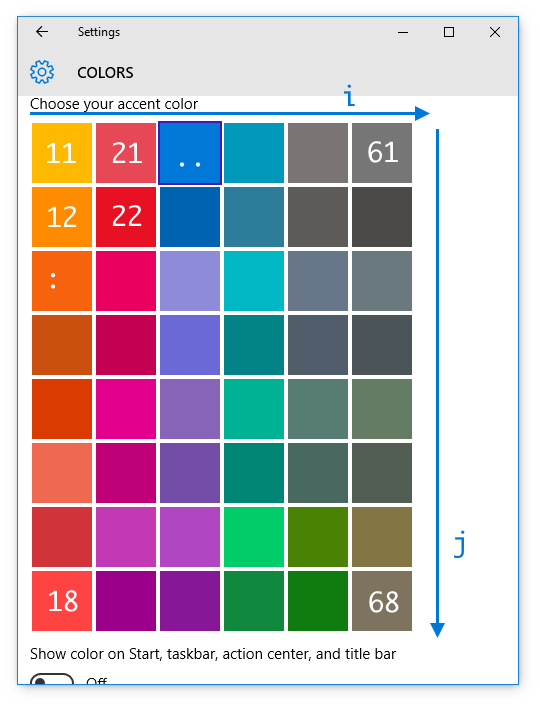 Settings
COLORS
Choose your accent color
i
11 21 .. 61
12 22
:
j
18 68
Show color on Start, taskbar, action center, and title bar
Off